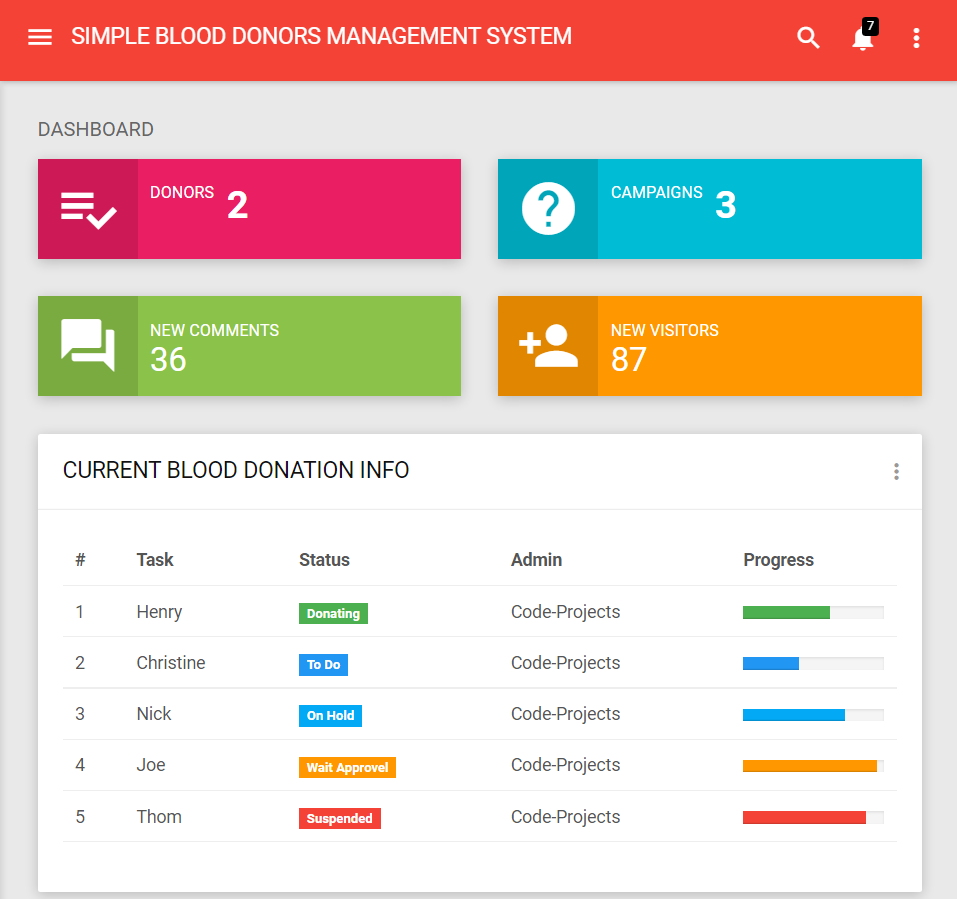 SIMPLE BLOOD DONORS MANAGEMENT SYSTEM
7
DASHBOARD
DONORS 2
CAMPAIGNS 3
NEW COMMENTS
36
NEW VISITORS
87
CURRENT BLOOD DONATION INFO
# Task Status Admin Progress
1 Henry Donating Code-Projects
2 Christine To Do Code-Projects
3 Nick On Hold Code-Projects
4 Joe Wait Approvel Code-Projects
5 Thom Suspended Code-Projects